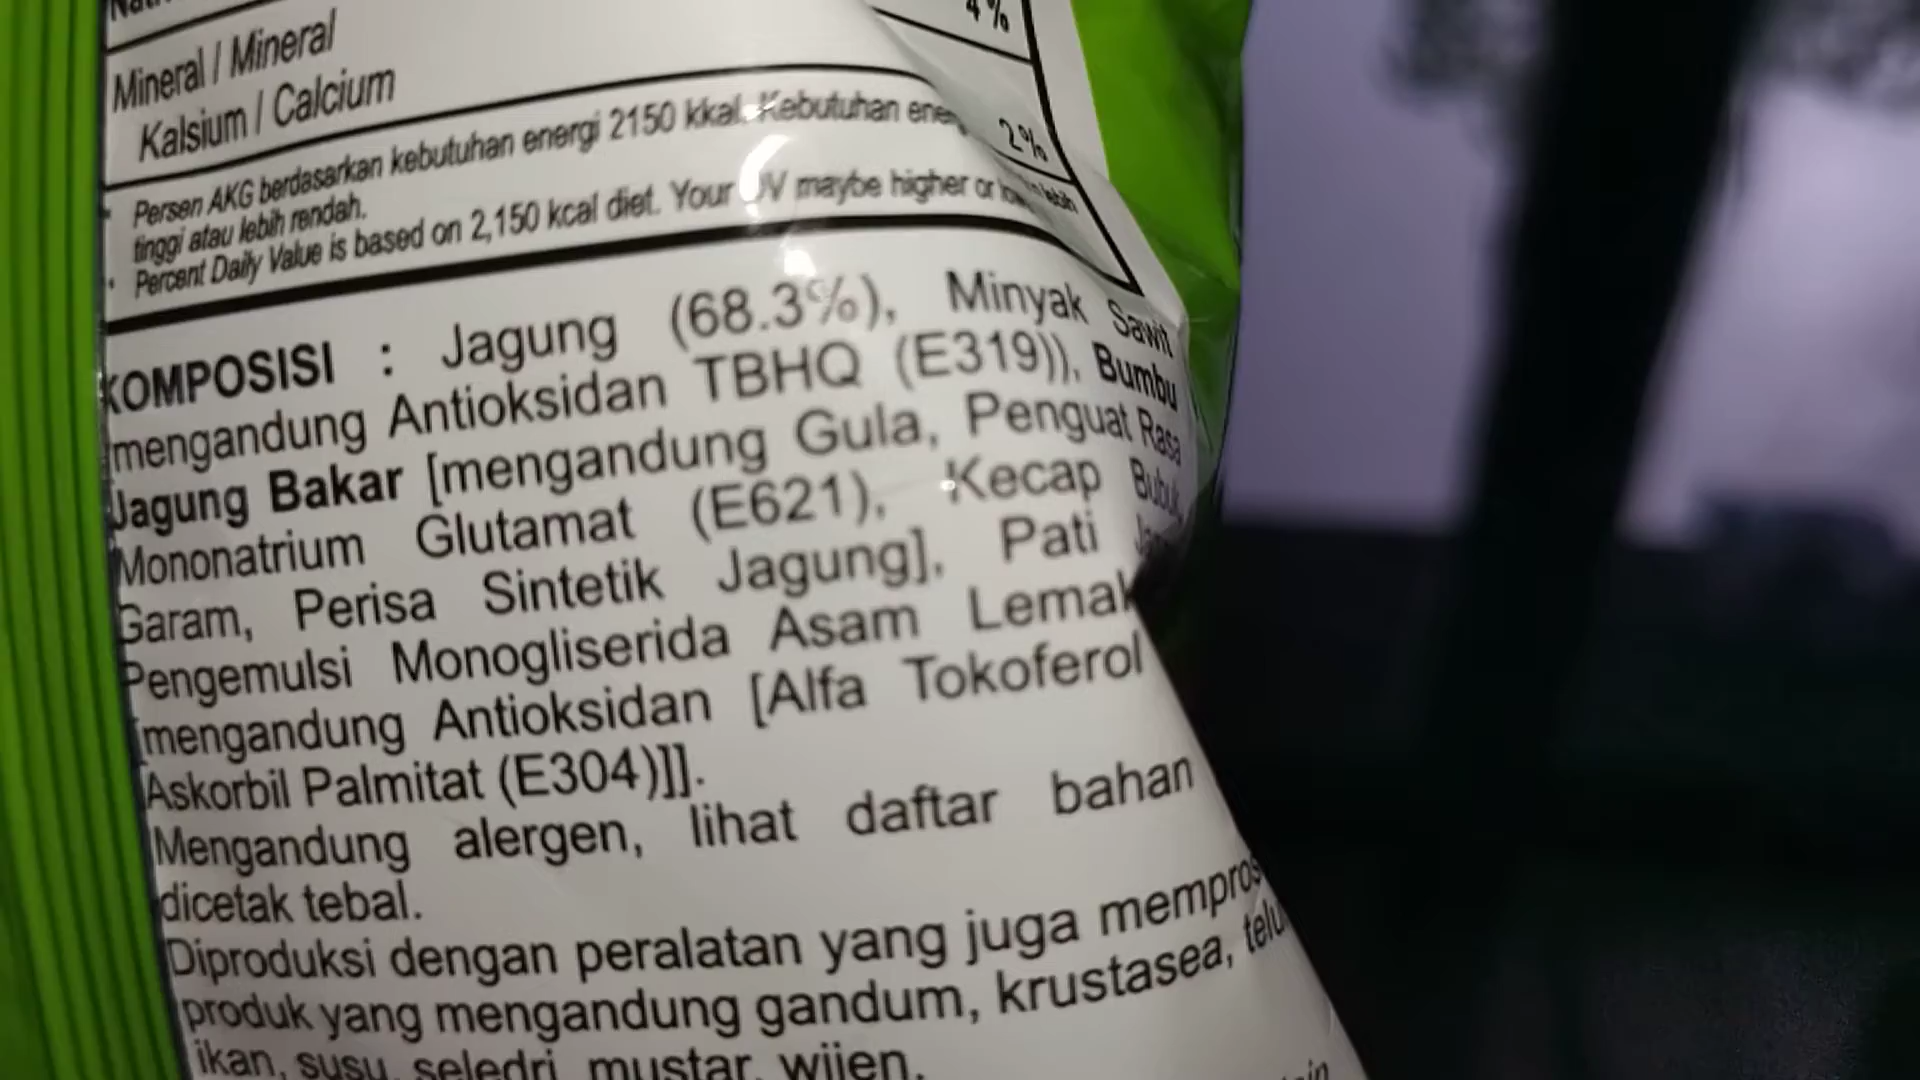 4%
Mineral / Mineral
Kalsium / Calcium
2%
* Persen AKG berdasarkan kebutuhan energi 2150 kkal. Kebutuhan
tinggi atau lebih rendah.
* Percent Daily Value is based on 2,150 kcal diet. Your DV maybe higher or
KOMPOSISI : Jagung (68.3%), Minyak Sawit
mengandung Antioksidan TBHQ (E319)), Bumbu
Jagung Bakar [mengandung Gula, Penguat Rasa
Mononatrium Glutamat (E621), Kecap Bubuk,
Garam, Perisa Sintetik Jagung], Pati
Pengemulsi Monogliserida Asam Lemak
[mengandung Antioksidan [Alfa Tokoferol
Askorbil Palmitat (E304)]].
Mengandung alergen, lihat daftar bahan
dicetak tebal.
Diproduksi dengan peralatan yang juga
produk yang mengandung gandum, krustasea,
ikan, susu, seledri, mustar, wijen.